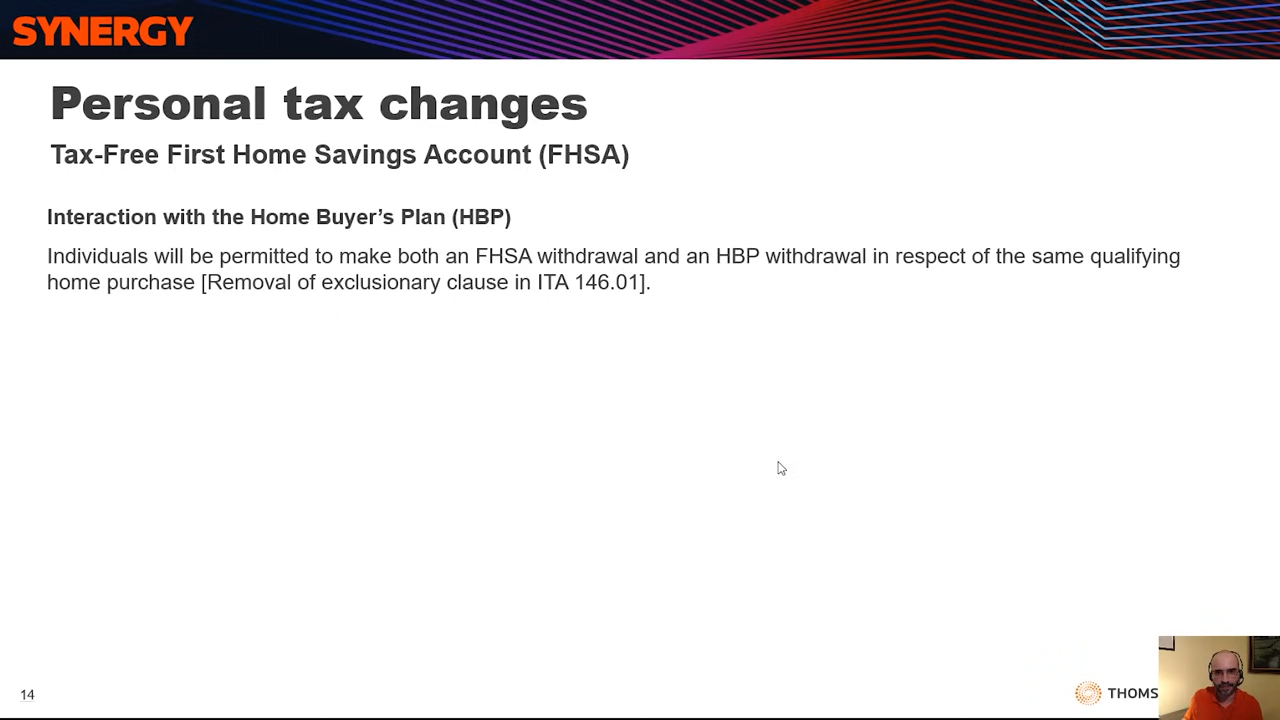 SYNERGY
Personal tax changes
Tax-Free First Home Savings Account (FHSA)
Interaction with the Home Buyer’s Plan (HBP)
Individuals will be permitted to make both an FHSA withdrawal and an HBP withdrawal in respect of the same qualifying
home purchase [Removal of exclusionary clause in ITA 146.01].
14
THOMS